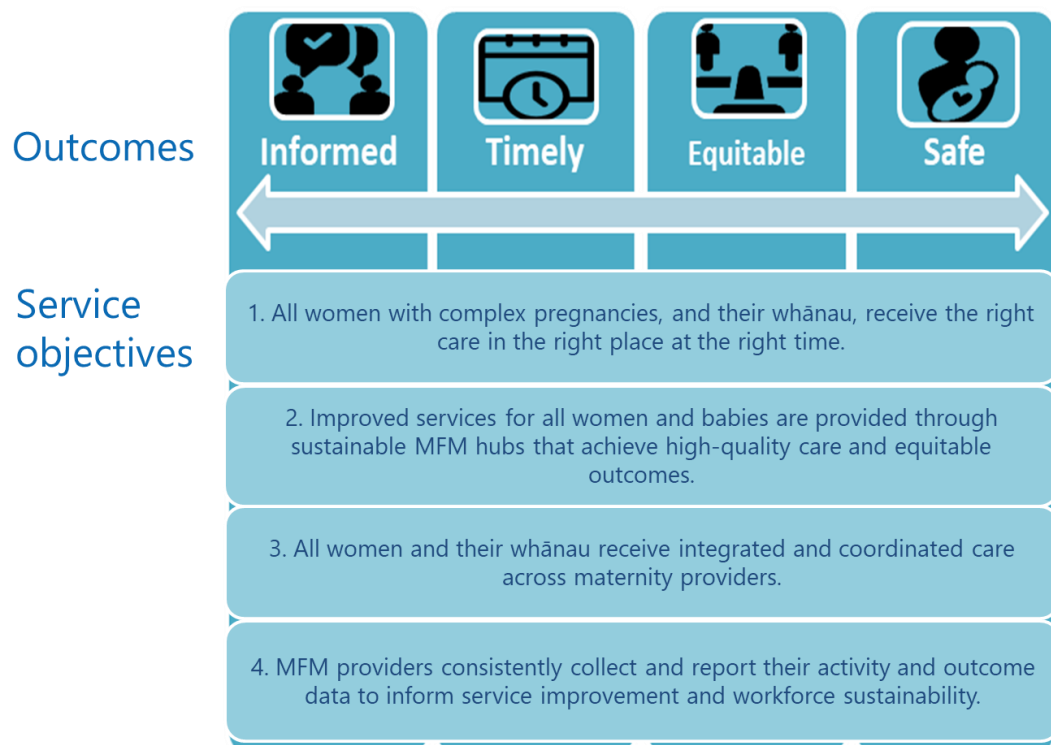 Outcomes
Informed
Timely
Equitable
Safe
Service
objectives
1. All women with complex pregnancies, and their whānau, receive the right
care in the right place at the right time.
2. Improved services for all women and babies are provided through
sustainable MFM hubs that achieve high-quality care and equitable
outcomes.
3. All women and their whānau receive integrated and coordinated care
across maternity providers.
4. MFM providers consistently collect and report their activity and outcome
data to inform service improvement and workforce sustainability.